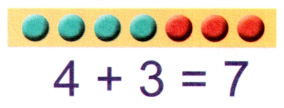 4 + 3 = 7